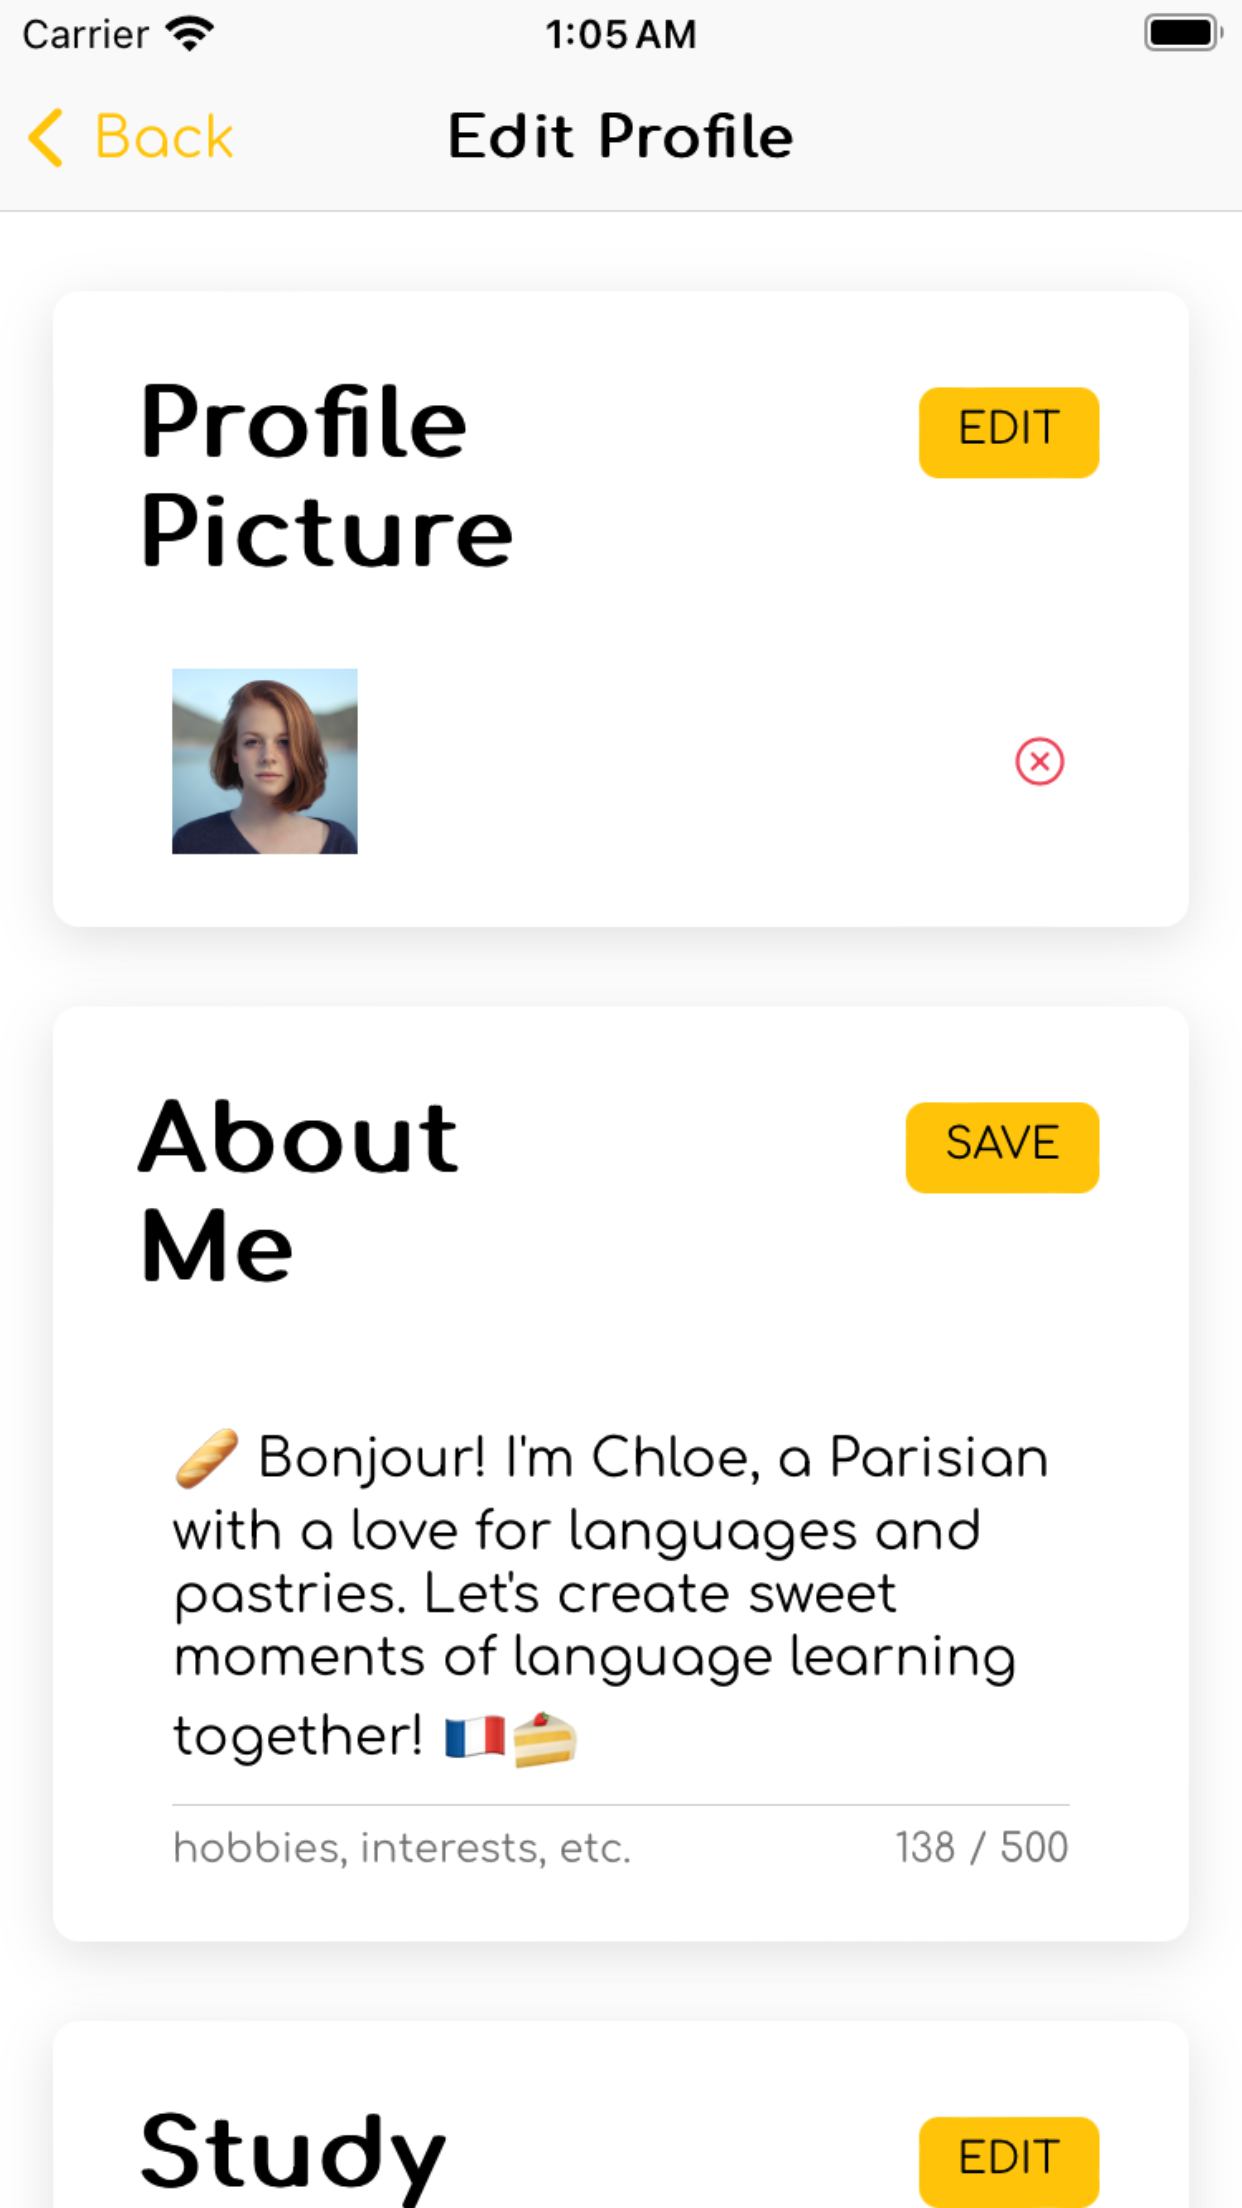 Carrier 1:05 AM
Back Edit Profile
Profile
Picture
EDIT
About
Me
SAVE
🥖 Bonjour! I'm Chloe, a Parisian
with a love for languages and
pastries. Let's create sweet
moments of language learning
together! 🇫🇷🍰
hobbies, interests, etc. 138 / 500
Study
EDIT